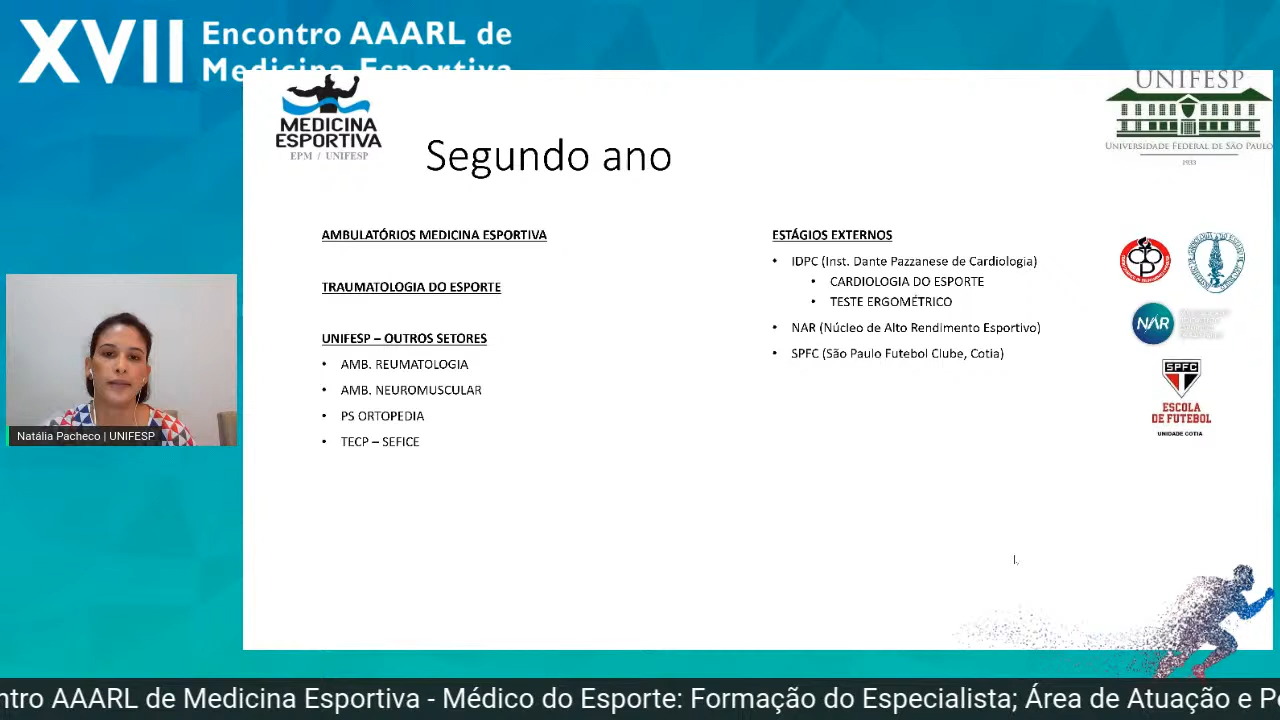 XVII Encontro AAARL de
Medicina Esportiva
MEDICINA
ESPORTIVA
EPM / UNIFESP
Segundo ano
UNIFESP
UNIVERSIDADE FEDERAL DE SÃO PAULO
1933
AMBULATÓRIOS MEDICINA ESPORTIVA
TRAUMATOLOGIA DO ESPORTE
UNIFESP – OUTROS SETORES
• AMB. REUMATOLOGIA
• AMB. NEUROMUSCULAR
• PS ORTOPEDIA
• TECP – SEFICE
ESTÁGIOS EXTERNOS
• IDPC (Inst. Dante Pazzanese de Cardiologia)
• CARDIOLOGIA DO ESPORTE
• TESTE ERGOMÉTRICO
• NAR (Núcleo de Alto Rendimento Esportivo)
• SPFC (São Paulo Futebol Clube, Cotia)
NAR
SPFC
ESCOLA
DE FUTEBOL
UNIDADE COTIA
Natália Pacheco | UNIFESP
ntro AAARL de Medicina Esportiva - Médico do Esporte: Formação do Especialista; Área de Atuação e Pe